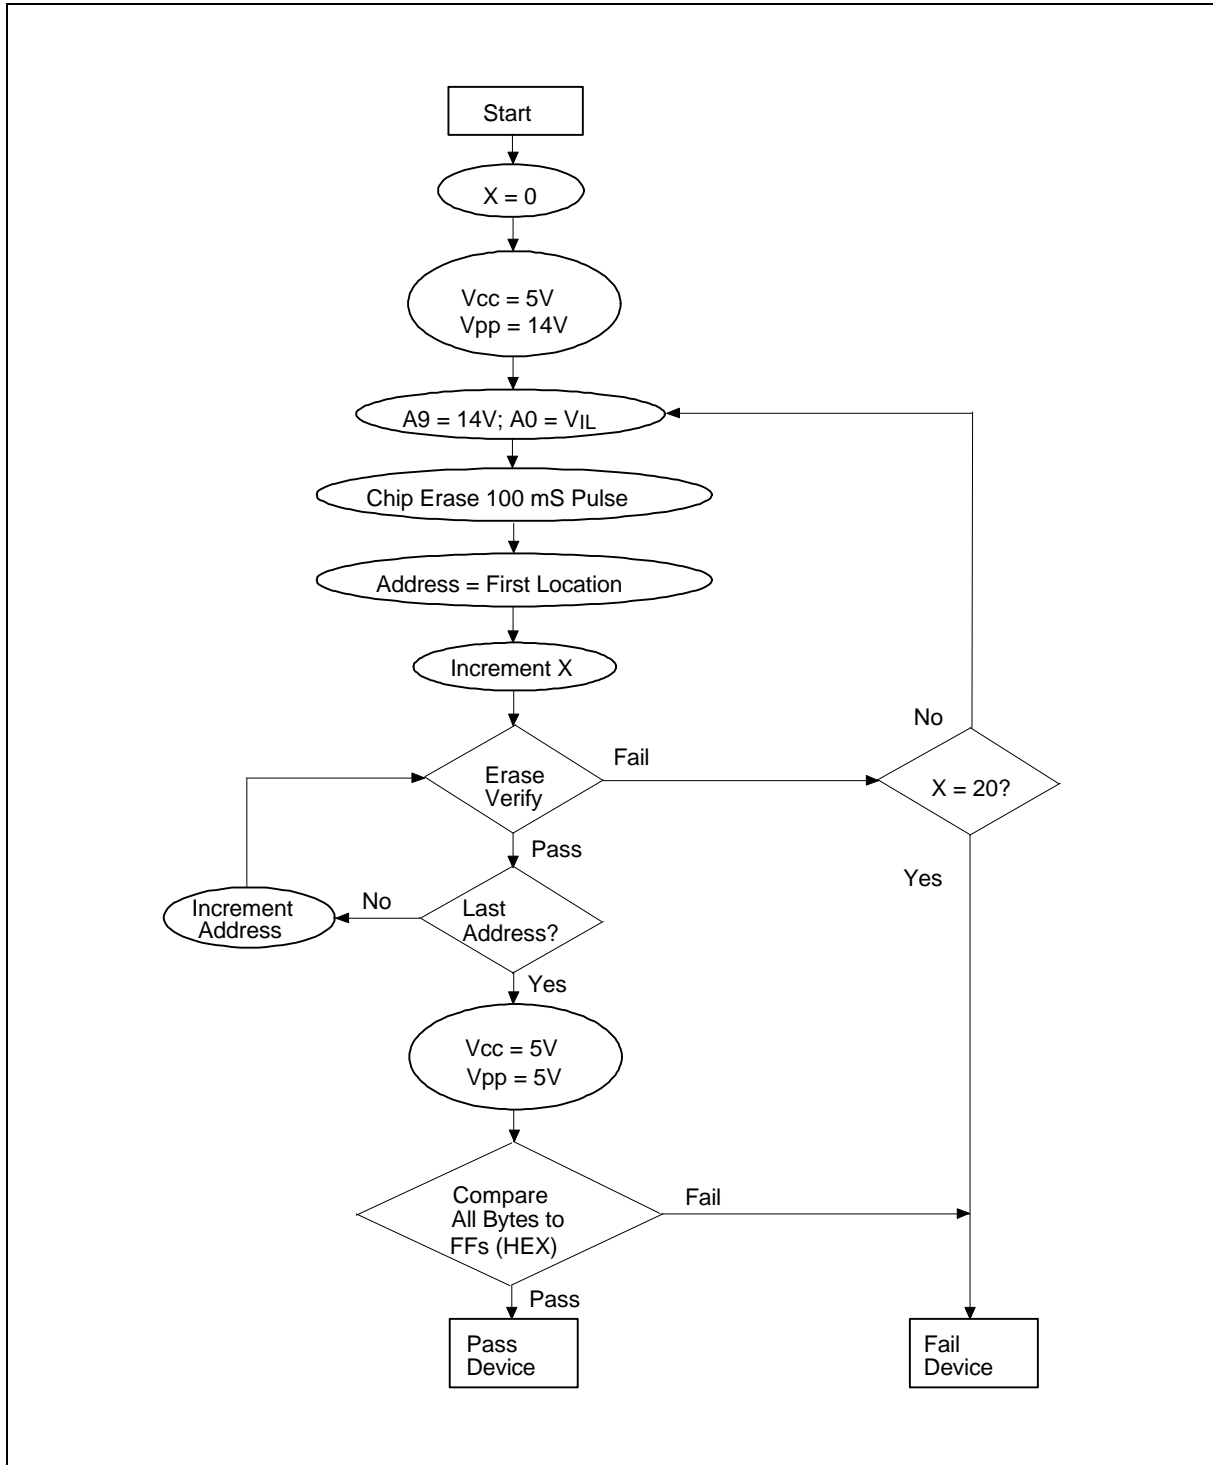 Start
X = 0
Vcc = 5V
Vpp = 14V
A9 = 14V; A0 = VIL
Chip Erase 100 mS Pulse
Address = First Location
Increment X
No
Fail
Erase
Verify
X = 20?
Pass
Yes
No
Increment
Address
Last
Address?
Yes
Vcc = 5V
Vpp = 5V
Compare
All Bytes to
FFs (HEX)
Fail
Pass
Pass
Device
Fail
Device